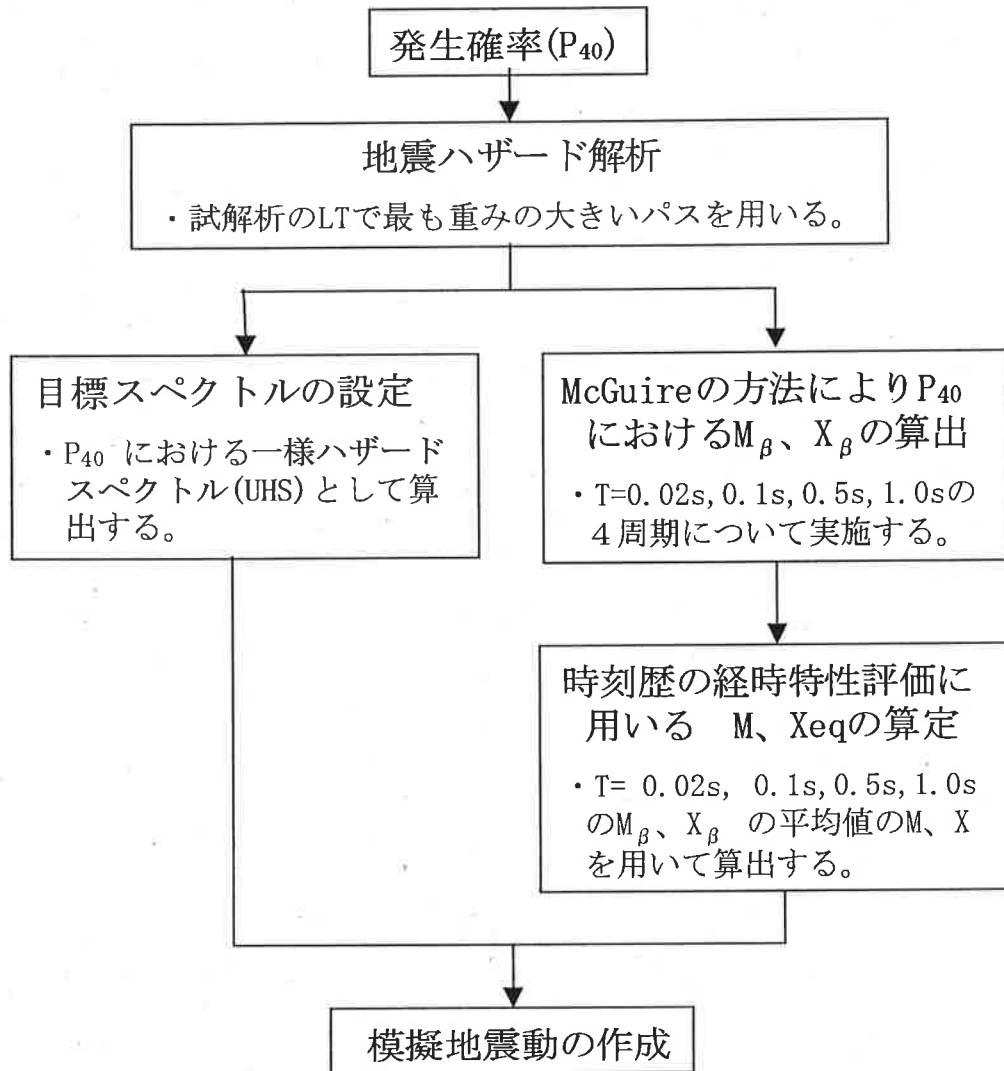 発生確率(P₄₀)
地震ハザード解析
・試解析のLTで最も重みの大きいパスを用いる。
目標スペクトルの設定
・P₄₀ における一様ハザード
スペクトル(UHS)として算
出する。
McGuireの方法によりP₄₀
におけるMᵦ、Xᵦの算出
・T=0.02s,0.1s,0.5s,1.0sの
４周期について実施する。
時刻歴の経時特性評価に
用いる　M、Xeqの算定
・T= 0.02s, 0.1s,0.5s,1.0s
のMᵦ、Xᵦ の平均値のM、X
を用いて算出する。
模擬地震動の作成